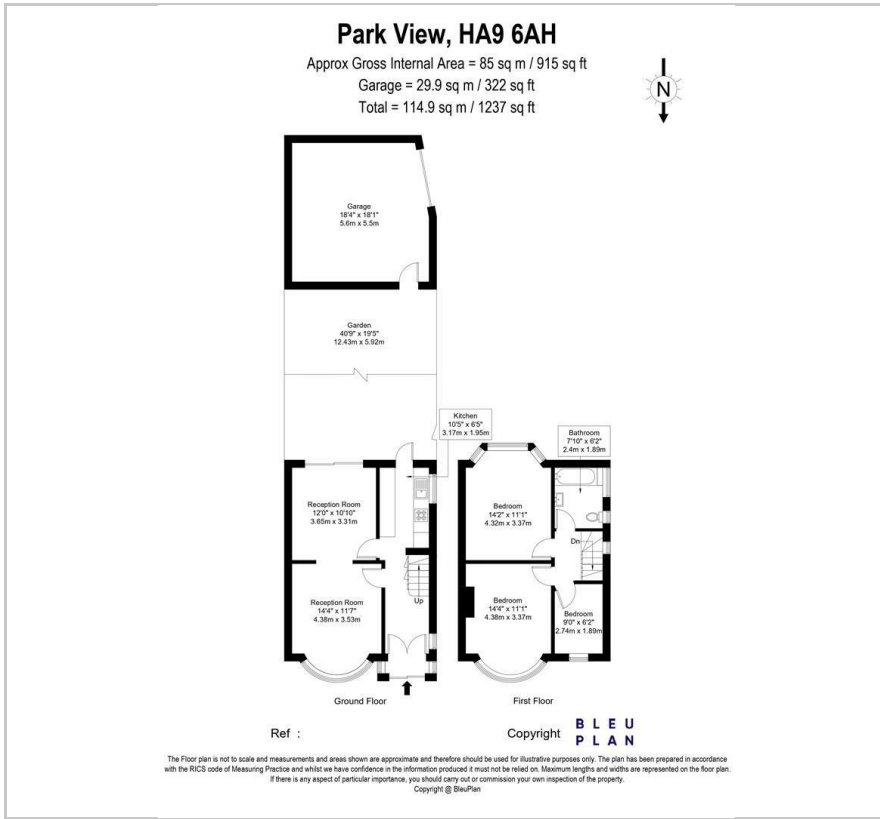 Park View, HA9 6AH
Approx Gross Internal Area = 85 sq m / 915 sq ft
Garage = 29.9 sq m / 322 sq ft
Total = 114.9 sq m / 1237 sq ft
N
Garage
18'4" x 18'1"
5.6m x 5.5m
Garden
40'9" x 19'5"
12.43m x 5.92m
Kitchen
10'5" x 6'5"
3.17m x 1.95m
Reception Room
12'0" x 10'10"
3.65m x 3.31m
Reception Room
14'4" x 11'7"
4.38m x 3.53m
Up
Ground Floor
Bathroom
7'10" x 6'2"
2.4m x 1.89m
Bedroom
14'2" x 11'1"
4.32m x 3.37m
Dn
Bedroom
14'4" x 11'1"
4.38m x 3.37m
Bedroom
9'0" x 6'2"
2.74m x 1.89m
First Floor
Ref :
Copyright
BLEU
PLAN
The Floor plan is not to scale and measurements and areas shown are approximate and therefore should be used for illustrative purposes only. The plan has been prepared in accordance
with the RICS code of Measuring Practice and whilst we have confidence in the information produced it must not be relied on. Maximum lengths and widths are represented on the floor plan.
If there is any aspect of particular importance, you should carry out or commission your own inspection of the property.
Copyright @ BleuPlan